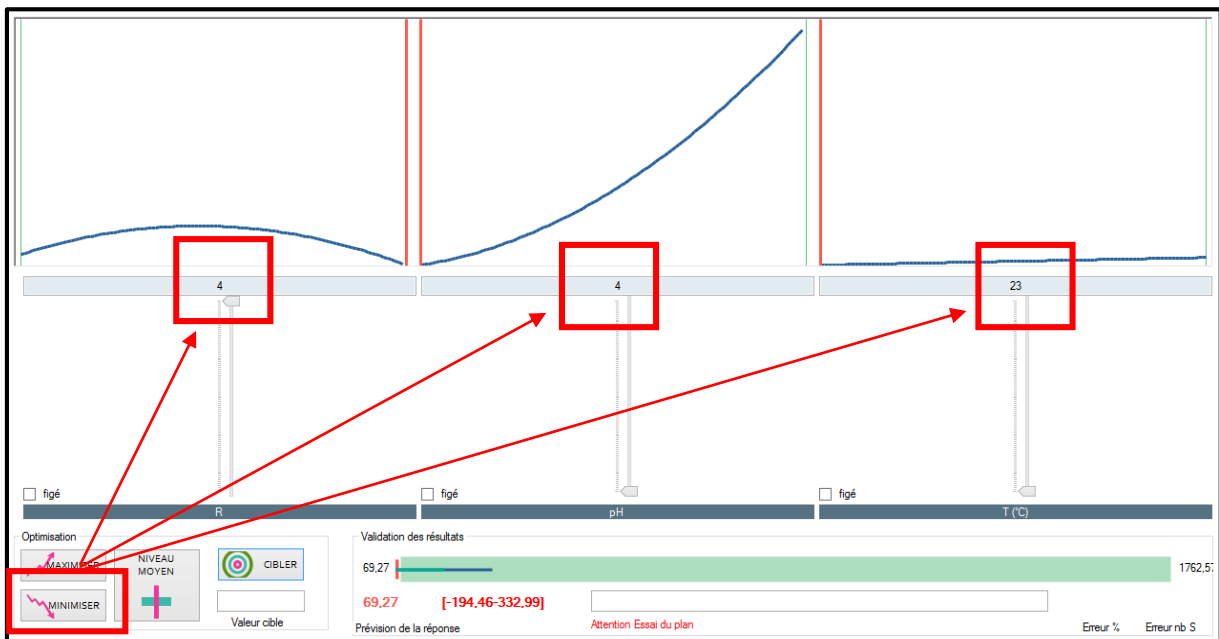 4
4
23
figé
figé
figé
R
pH
T (°C)
Optimisation
MAXIMISER
NIVEAU
MOYEN
CIBLER
MINIMISER
Valeur cible
Validation des résultats
69,27
1762,57
69,27
[-194,46-332,99]
Prévision de la réponse
Attention Essai du plan
Erreur %
Erreur nb S